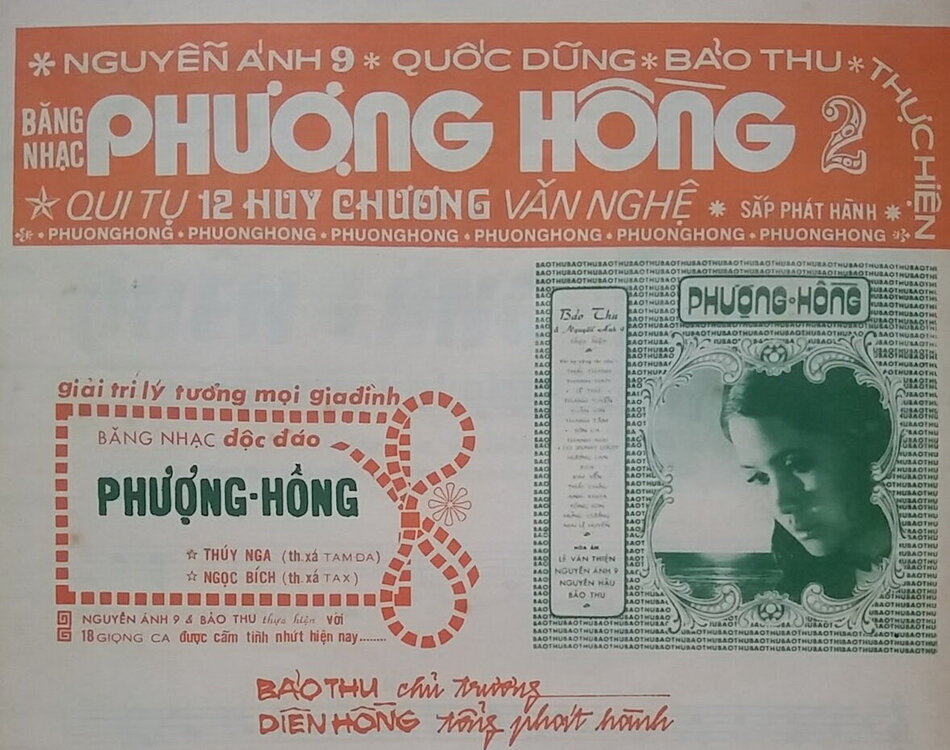 * NGUYỄN ÁNH 9 * QUỐC DŨNG * BẢO THU * THỰC HIỆN
BĂNG NHẠC PHƯỢNG HỒNG 2
QUI TỤ 12 HUY CHƯƠNG VĂN NGHỆ * SẮP PHÁT HÀNH *
PHUONGHONG • PHUONGHONG • PHUONGHONG • PHUONGHONG • PHUONGHONG • PHUONGHONG
PHƯỢNG-HỒNG
Bảo Thu
& Nguyễn Ánh 9
thực hiện
HÒA ÂM
LÊ VĂN THIỆN
NGUYỄN ÁNH 9
NGUYỄN HẬU
BẢO THU
giải trí lý tưởng mọi gia đình
BĂNG NHẠC độc đáo
PHƯỢNG-HỒNG
☆ THÚY NGA (th.xá TAM ĐA)
☆ NGỌC BÍCH (th.xá TAX)
NGUYỄN ÁNH 9 & BẢO THU thực hiện với
18 GIỌNG CA được cảm tình nhứt hiện nay........
BẢO THU chủ trương
DIÊN HỒNG tổng phát hành